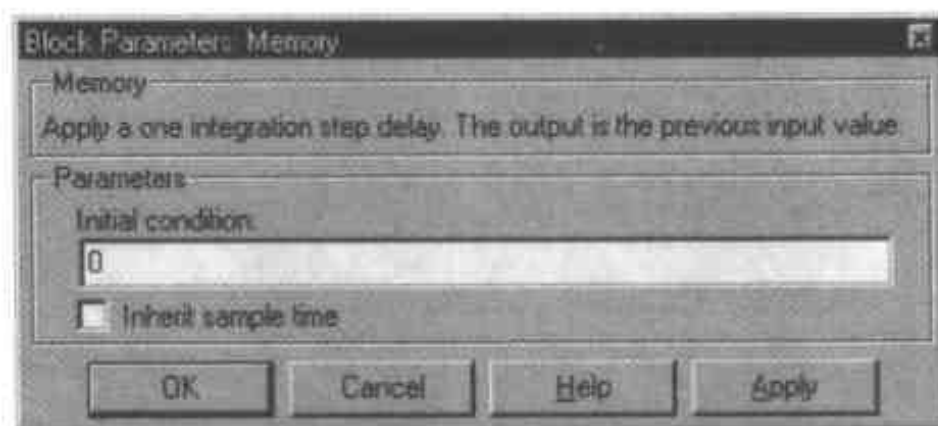 Block Parameters: Memory
Memory
Apply a one integration step delay. The output is the previous input value.
Parameters
Initial condition:
0
Inherit sample time
OK
Cancel
Help
Apply